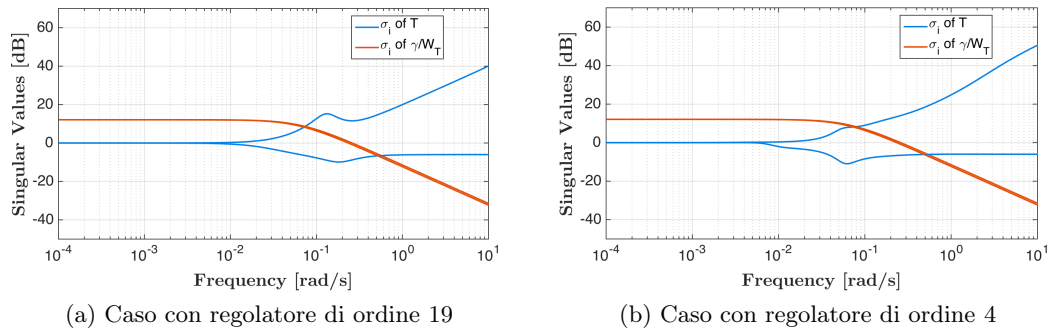 60
40
20
0
-20
-40
Singular Values [dB]
σi of T
σi of γ/WT
10-4
10-3
10-2
10-1
100
101
Frequency [rad/s]
(a) Caso con regolatore di ordine 19
60
40
20
0
-20
-40
Singular Values [dB]
σi of T
σi of γ/WT
10-4
10-3
10-2
10-1
100
101
Frequency [rad/s]
(b) Caso con regolatore di ordine 4